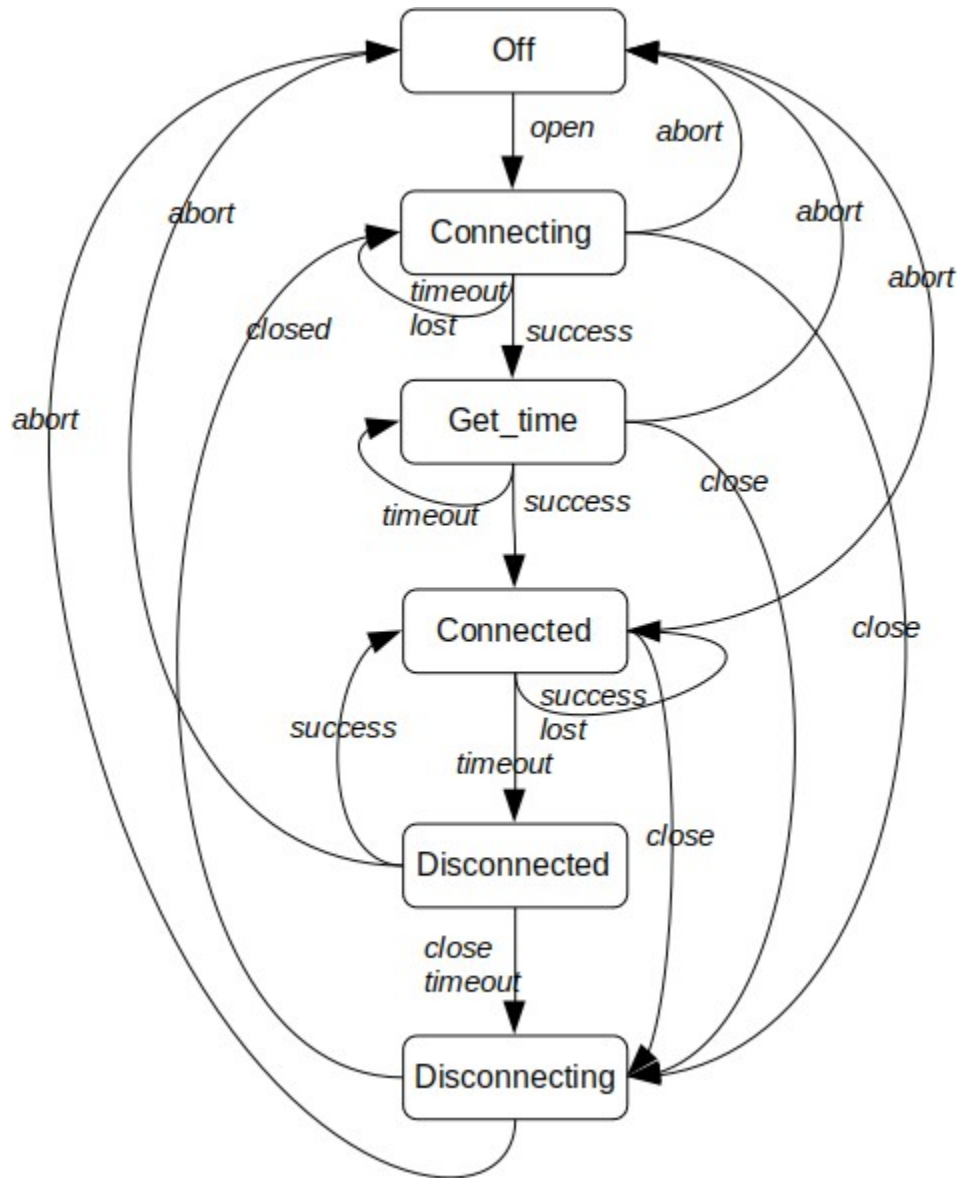 Off
open
abort
abort
abort
Connecting
abort
timeout
lost
closed
success
abort
Get_time
close
timeout
success
Connected
close
success
lost
success
timeout
close
Disconnected
close
timeout
Disconnecting